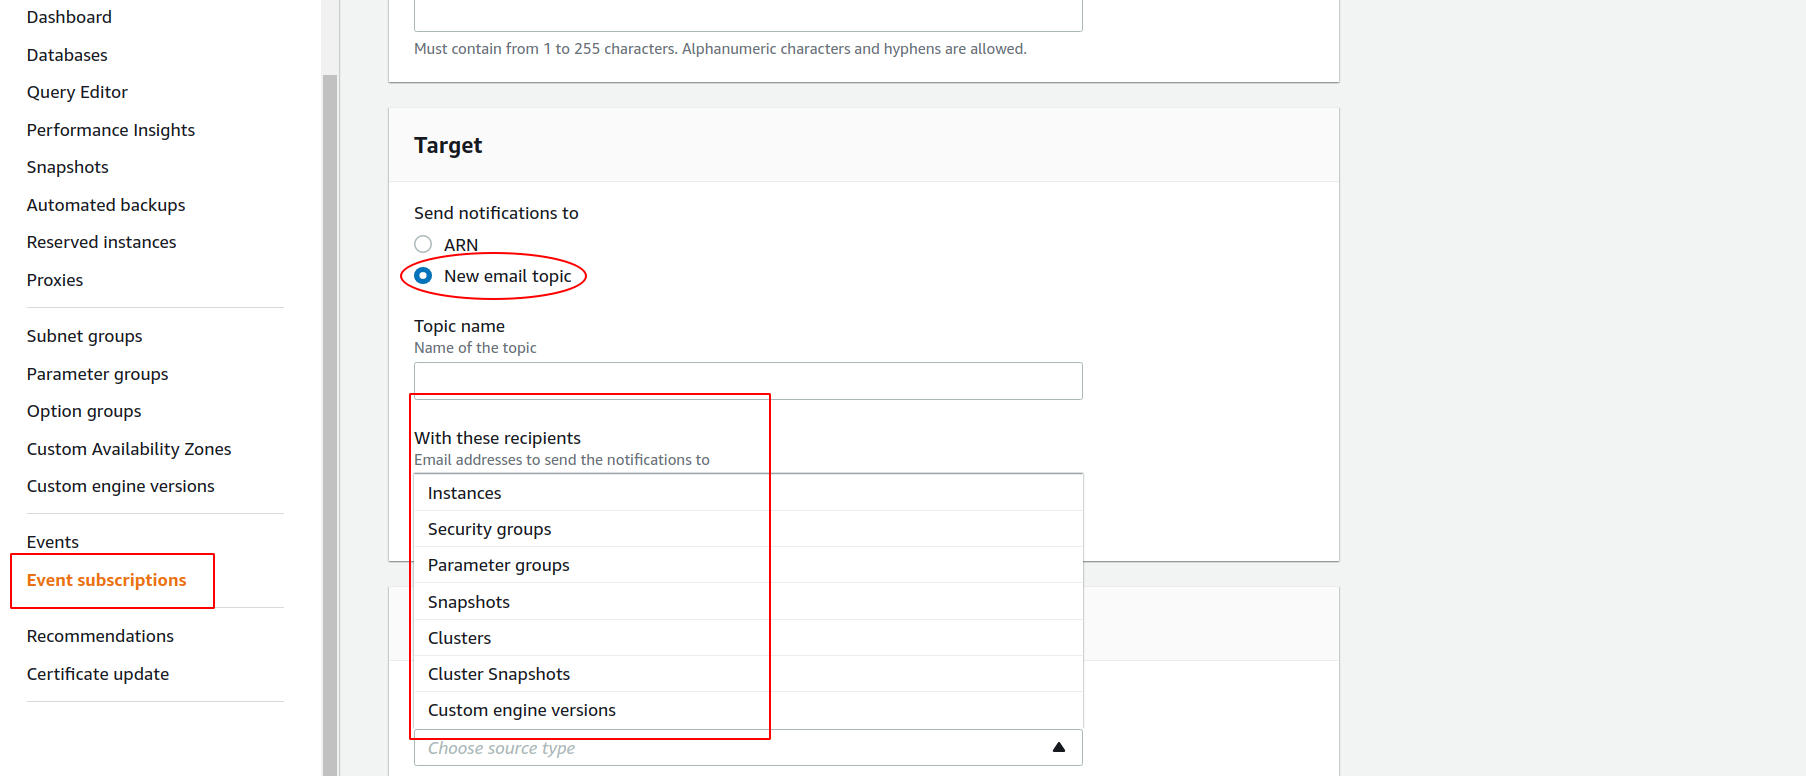 Dashboard
Databases
Query Editor
Performance Insights
Snapshots
Automated backups
Reserved instances
Proxies
Subnet groups
Parameter groups
Option groups
Custom Availability Zones
Custom engine versions
Events
Event subscriptions
Recommendations
Certificate update
Must contain from 1 to 255 characters. Alphanumeric characters and hyphens are allowed.
Target
Send notifications to
ARN
New email topic
Topic name
Name of the topic
With these recipients
Email addresses to send the notifications to
Instances
Security groups
Parameter groups
Snapshots
Clusters
Cluster Snapshots
Custom engine versions
Choose source type